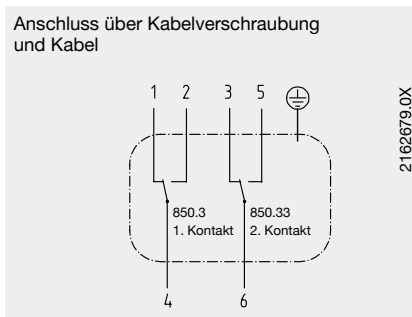 Anschluss über Kabelverschraubung
und Kabel
1 2 3 5
2162679.0X
850.3 850.33
1. Kontakt 2. Kontakt
4 6